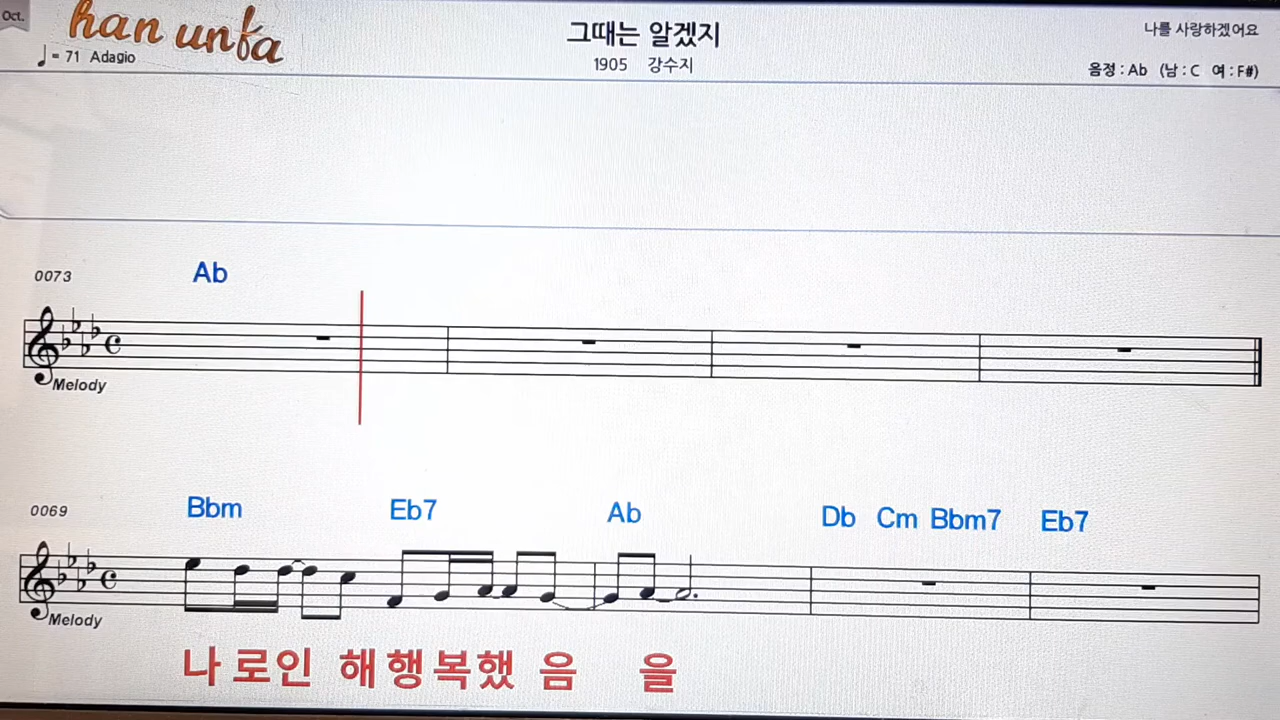 Oct.
han unfa
그때는 알겠지
나를 사랑하겠어요
♩= 71 Adagio
1905 강수지
음정 : Ab (남 : C 여 : F#)
0073
Ab
Melody
0069
Bbm Eb7 Ab Db Cm Bbm7 Eb7
Melody
나 로인 해행복했 음 을